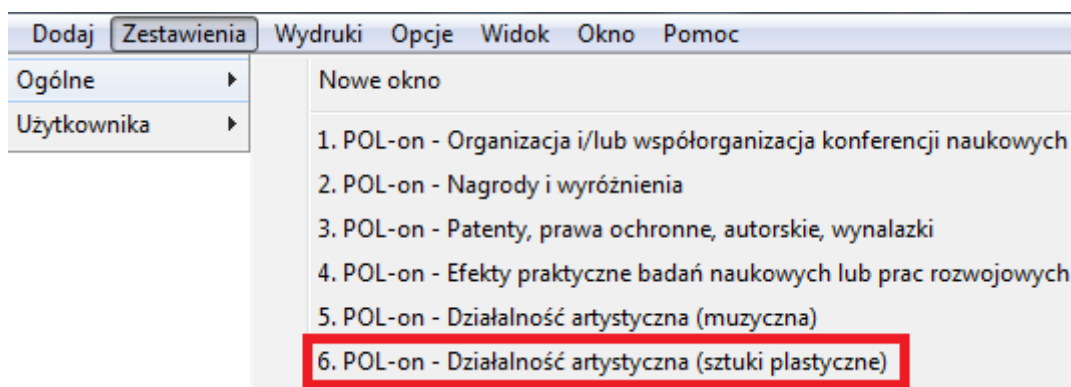 Dodaj Zestawienia Wydruki Opcje Widok Okno Pomoc
Ogólne
Użytkownika
Nowe okno
1. POL-on - Organizacja i/lub współorganizacja konferencji naukowych
2. POL-on - Nagrody i wyróżnienia
3. POL-on - Patenty, prawa ochronne, autorskie, wynalazki
4. POL-on - Efekty praktyczne badań naukowych lub prac rozwojowych
5. POL-on - Działalność artystyczna (muzyczna)
6. POL-on - Działalność artystyczna (sztuki plastyczne)